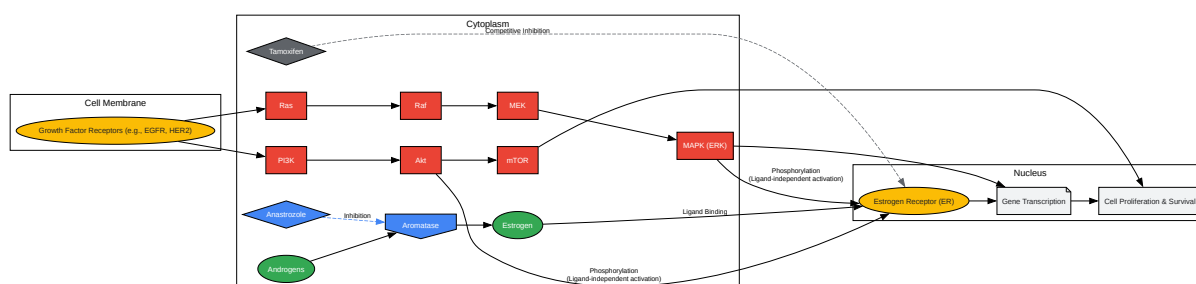 Cytoplasm
Competitive Inhibition
Tamoxifen
Cell Membrane
Growth Factor Receptors (e.g., EGFR, HER2)
Ras
Raf
MEK
PI3K
Akt
mTOR
MAPK (ERK)
Phosphorylation
(Ligand-independent activation)
Nucleus
Estrogen Receptor (ER)
Gene Transcription
Cell Proliferation & Survival
Anastrozole
Inhibition
Aromatase
Estrogen
Ligand Binding
Androgens
Phosphorylation
(Ligand-independent activation)